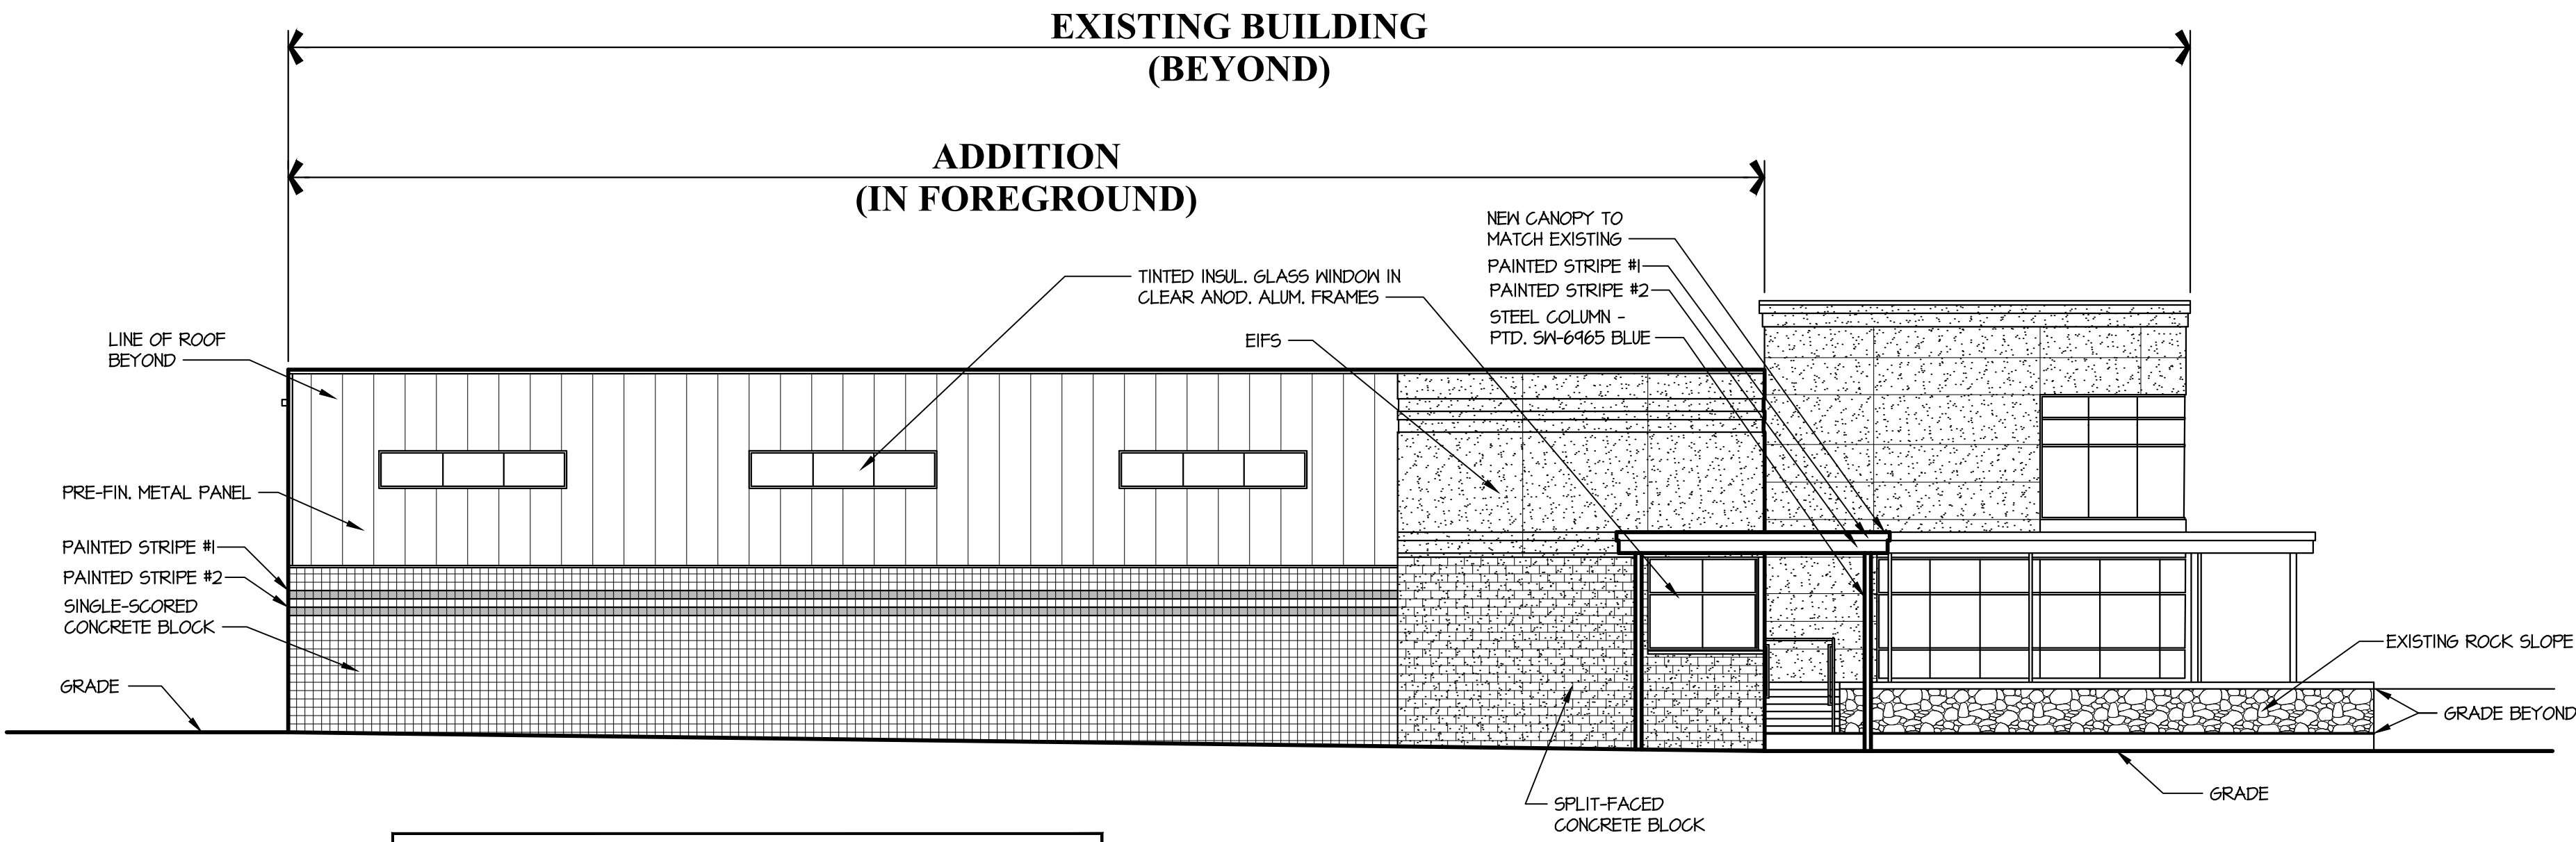 EXISTING BUILDING
(BEYOND)
ADDITION
(IN FOREGROUND)
NEW CANOPY TO
MATCH EXISTING
PAINTED STRIPE #1
PAINTED STRIPE #2
STEEL COLUMN -
PTD. SW-6965 BLUE
TINTED INSUL. GLASS WINDOW IN
CLEAR ANOD. ALUM. FRAMES
EIFS
LINE OF ROOF
BEYOND
PRE-FIN. METAL PANEL
PAINTED STRIPE #1
PAINTED STRIPE #2
SINGLE-SCORED
CONCRETE BLOCK
GRADE
EXISTING ROCK SLOPE
GRADE BEYOND
GRADE
SPLIT-FACED
CONCRETE BLOCK